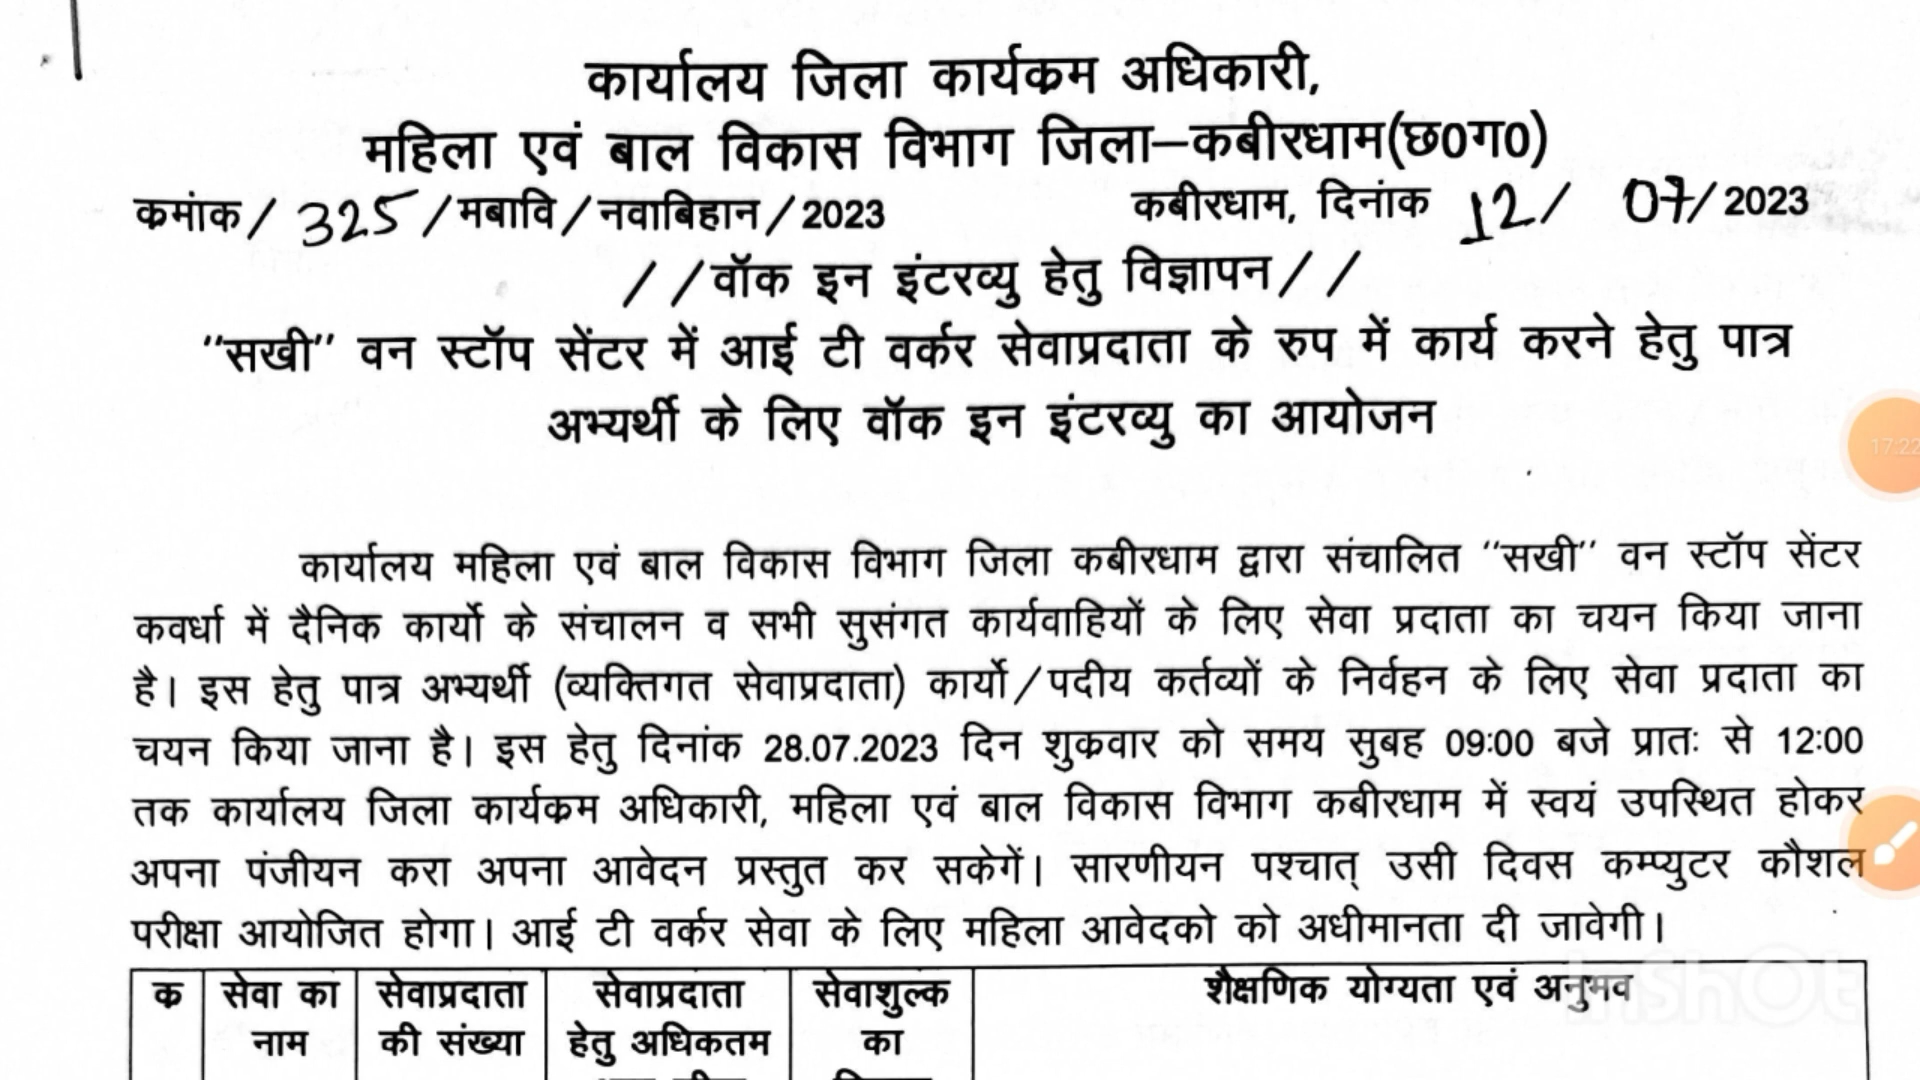 कार्यालय जिला कार्यक्रम अधिकारी,
महिला एवं बाल विकास विभाग जिला–कबीरधाम(छ0ग0)
क्रमांक/ 325 /मबावि/नवाबिहान/2023 कबीरधाम, दिनांक 12/ 07/2023
//वॉक इन इंटरव्यु हेतु विज्ञापन//
"सखी" वन स्टॉप सेंटर में आई टी वर्कर सेवाप्रदाता के रुप में कार्य करने हेतु पात्र
अभ्यर्थी के लिए वॉक इन इंटरव्यु का आयोजन
17:22
कार्यालय महिला एवं बाल विकास विभाग जिला कबीरधाम द्वारा संचालित "सखी" वन स्टॉप सेंटर
कवर्धा में दैनिक कार्यो के संचालन व सभी सुसंगत कार्यवाहियों के लिए सेवा प्रदाता का चयन किया जाना
है। इस हेतु पात्र अभ्यर्थी (व्यक्तिगत सेवाप्रदाता) कार्यो/पदीय कर्तव्यों के निर्वहन के लिए सेवा प्रदाता का
चयन किया जाना है। इस हेतु दिनांक 28.07.2023 दिन शुक्रवार को समय सुबह 09:00 बजे प्रातः से 12:00
तक कार्यालय जिला कार्यक्रम अधिकारी, महिला एवं बाल विकास विभाग कबीरधाम में स्वयं उपस्थित होकर
अपना पंजीयन करा अपना आवेदन प्रस्तुत कर सकेगें। सारणीयन पश्चात् उसी दिवस कम्प्युटर कौशल
परीक्षा आयोजित होगा। आई टी वर्कर सेवा के लिए महिला आवेदको को अधीमानता दी जावेगी।
क्र सेवा का सेवाप्रदाता सेवाप्रदाता सेवाशुल्क शैक्षणिक योग्यता एवं अनुभव
नाम की संख्या हेतु अधिकतम का
InShOt